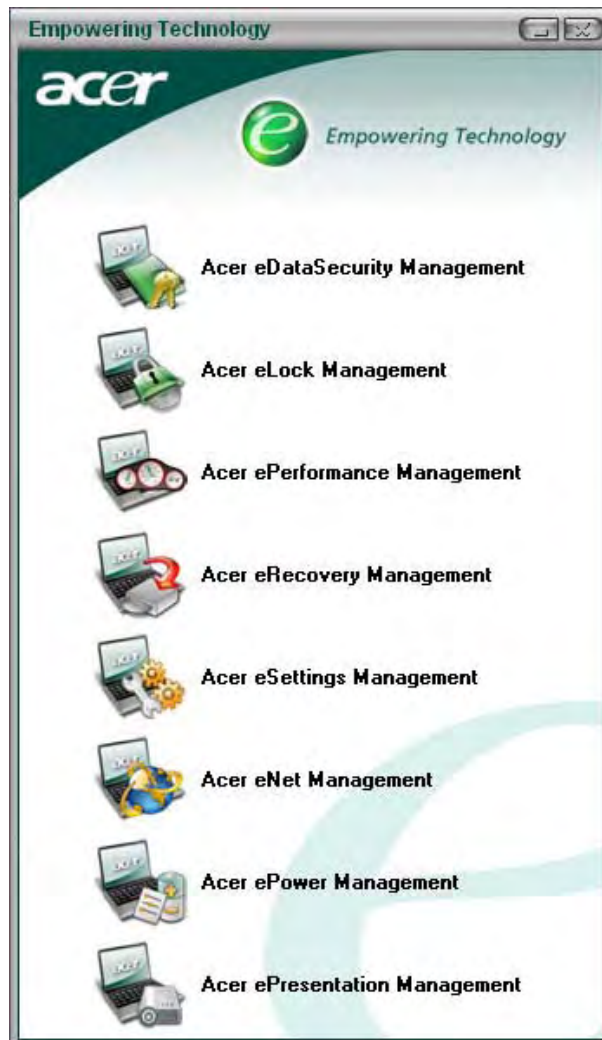 Empowering Technology
acer
e Empowering Technology
Acer eDataSecurity Management
Acer eLock Management
Acer ePerformance Management
Acer eRecovery Management
Acer eSettings Management
Acer eNet Management
Acer ePower Management
Acer ePresentation Management